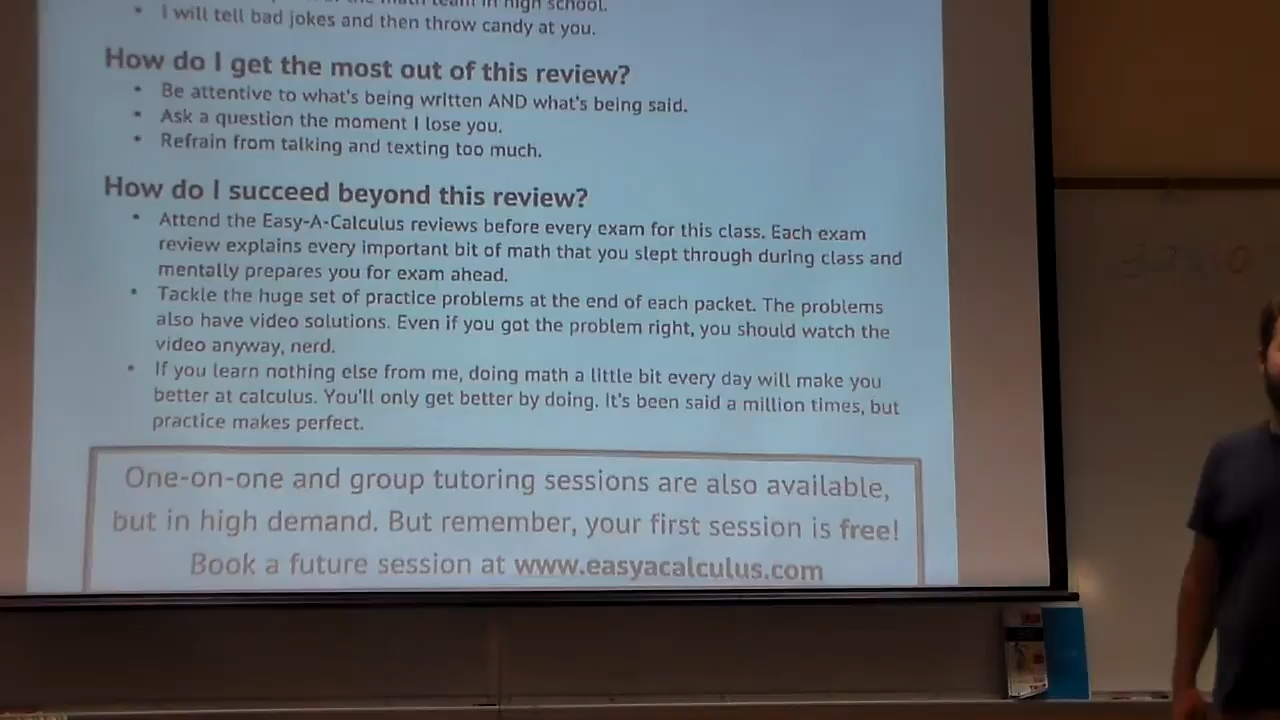 the math team in high school.
• I will tell bad jokes and then throw candy at you.
How do I get the most out of this review?
• Be attentive to what's being written AND what's being said.
• Ask a question the moment I lose you.
• Refrain from talking and texting too much.
How do I succeed beyond this review?
• Attend the Easy-A-Calculus reviews before every exam for this class. Each exam
review explains every important bit of math that you slept through during class and
mentally prepares you for exam ahead.
• Tackle the huge set of practice problems at the end of each packet. The problems
also have video solutions. Even if you got the problem right, you should watch the
video anyway, nerd.
• If you learn nothing else from me, doing math a little bit every day will make you
better at calculus. You'll only get better by doing. It's been said a million times, but
practice makes perfect.
One-on-one and group tutoring sessions are also available,
but in high demand. But remember, your first session is free!
Book a future session at www.easyacalculus.com